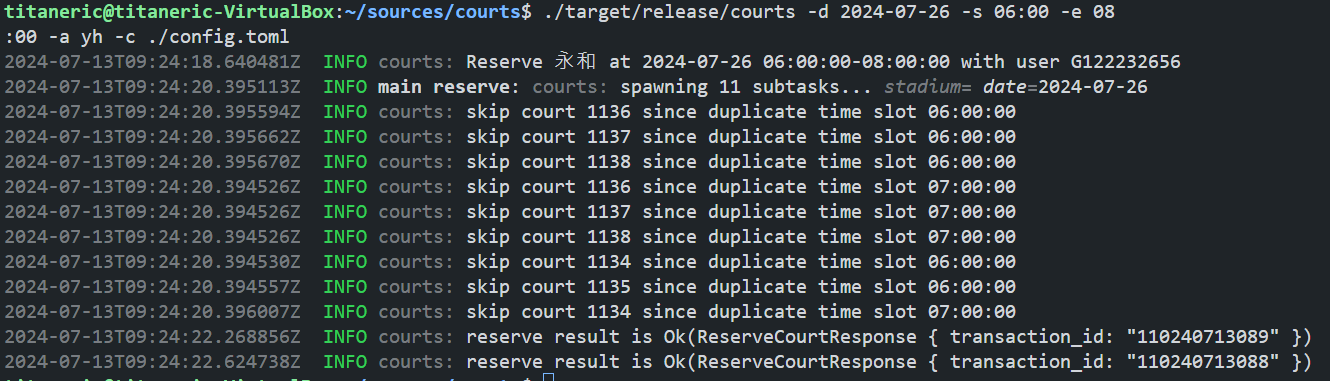 titaneric@titaneric-VirtualBox:~/sources/courts$ ./target/release/courts -d 2024-07-26 -s 06:00 -e 08
:00 -a yh -c ./config.toml
2024-07-13T09:24:18.640481Z  INFO courts: Reserve 永和 at 2024-07-26 06:00:00-08:00:00 with user G122232656
2024-07-13T09:24:20.395113Z  INFO main reserve: courts: spawning 11 subtasks... stadium= date=2024-07-26
2024-07-13T09:24:20.395594Z  INFO courts: skip court 1136 since duplicate time slot 06:00:00
2024-07-13T09:24:20.395662Z  INFO courts: skip court 1137 since duplicate time slot 06:00:00
2024-07-13T09:24:20.395670Z  INFO courts: skip court 1138 since duplicate time slot 06:00:00
2024-07-13T09:24:20.394526Z  INFO courts: skip court 1136 since duplicate time slot 07:00:00
2024-07-13T09:24:20.394526Z  INFO courts: skip court 1137 since duplicate time slot 07:00:00
2024-07-13T09:24:20.394526Z  INFO courts: skip court 1138 since duplicate time slot 07:00:00
2024-07-13T09:24:20.394530Z  INFO courts: skip court 1134 since duplicate time slot 06:00:00
2024-07-13T09:24:20.394557Z  INFO courts: skip court 1135 since duplicate time slot 07:00:00
2024-07-13T09:24:20.396007Z  INFO courts: skip court 1134 since duplicate time slot 07:00:00
2024-07-13T09:24:22.268856Z  INFO courts: reserve result is Ok(ReserveCourtResponse { transaction_id: "110240713089" })
2024-07-13T09:24:22.624738Z  INFO courts: reserve result is Ok(ReserveCourtResponse { transaction_id: "110240713088" })